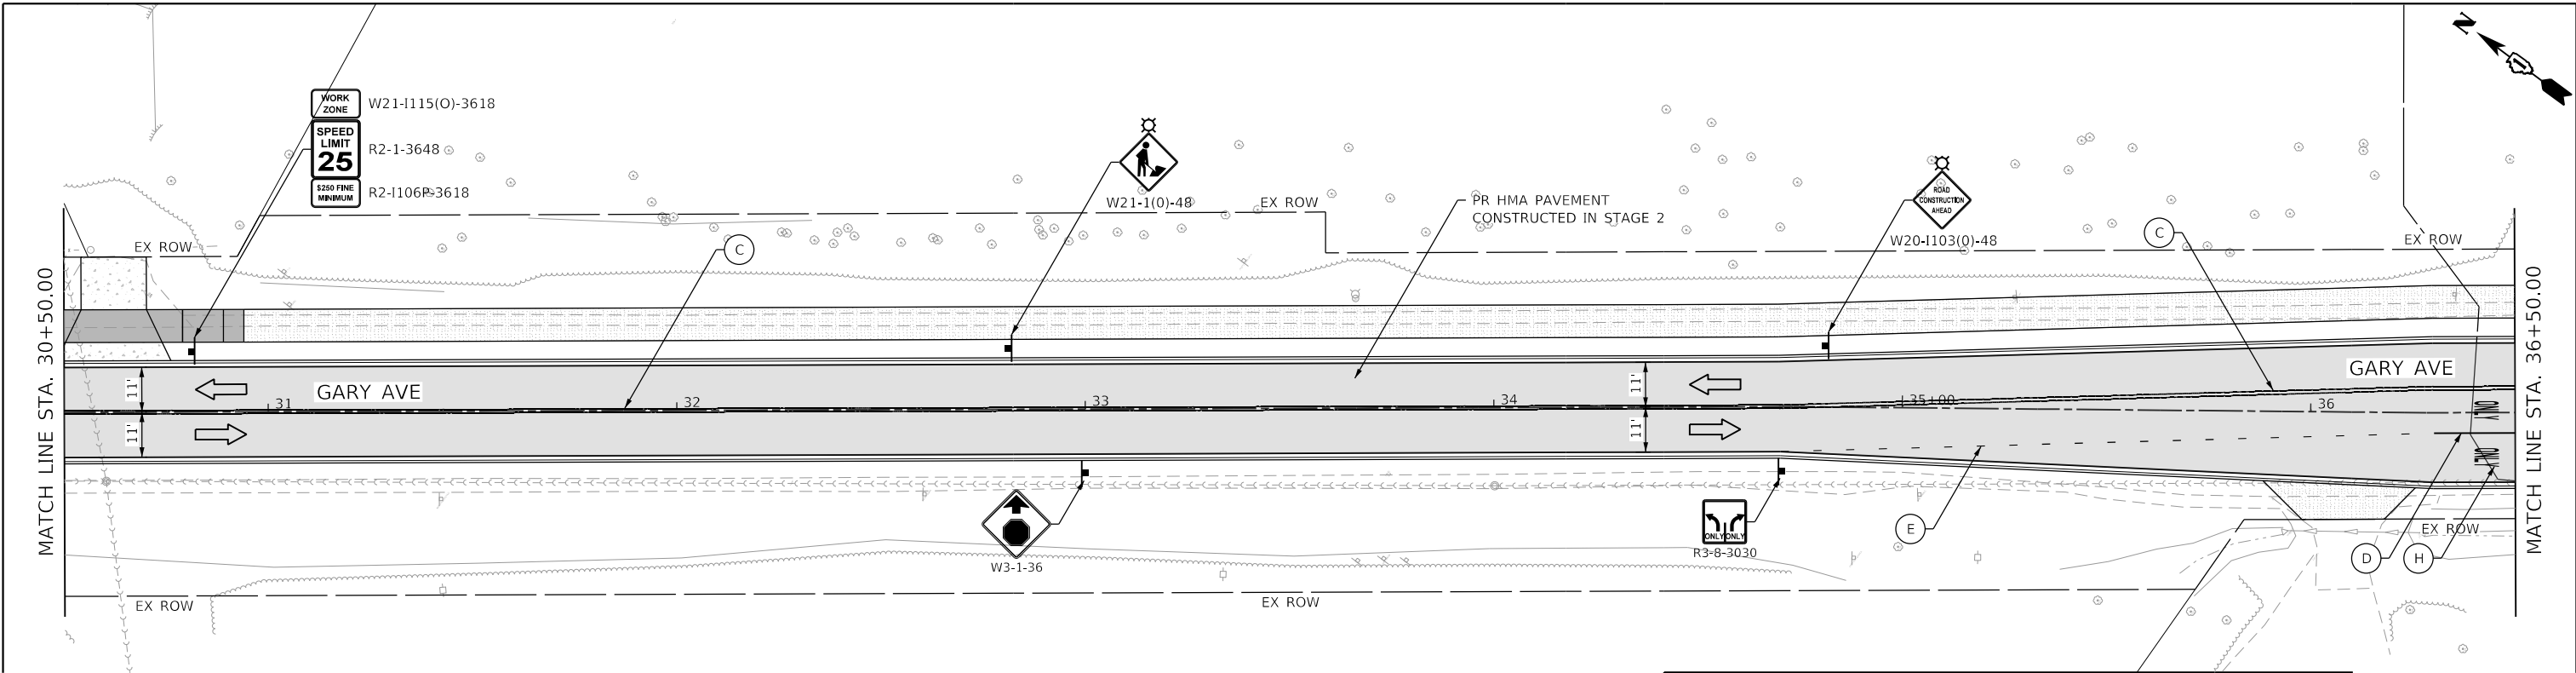 N
1
WORK
ZONE
W21-I115(O)-3618
SPEED
LIMIT
25
R2-1-3648
$250 FINE
MINIMUM
R2-I106P-3618
W21-1(0)-48
EX ROW
PR HMA PAVEMENT
CONSTRUCTED IN STAGE 2
ROAD
CONSTRUCTION
AHEAD
W20-I103(0)-48
C
EX ROW
EX ROW
C
MATCH LINE STA. 30+50.00
MATCH LINE STA. 36+50.00
11'
GARY AVE
11'
GARY AVE
31
32
33
34
35+00
36
11'
11'
ONLY
ONLY
W3-1-36
ONLY ONLY
R3-8-3030
E
D
H
EX ROW
EX ROW
EX ROW